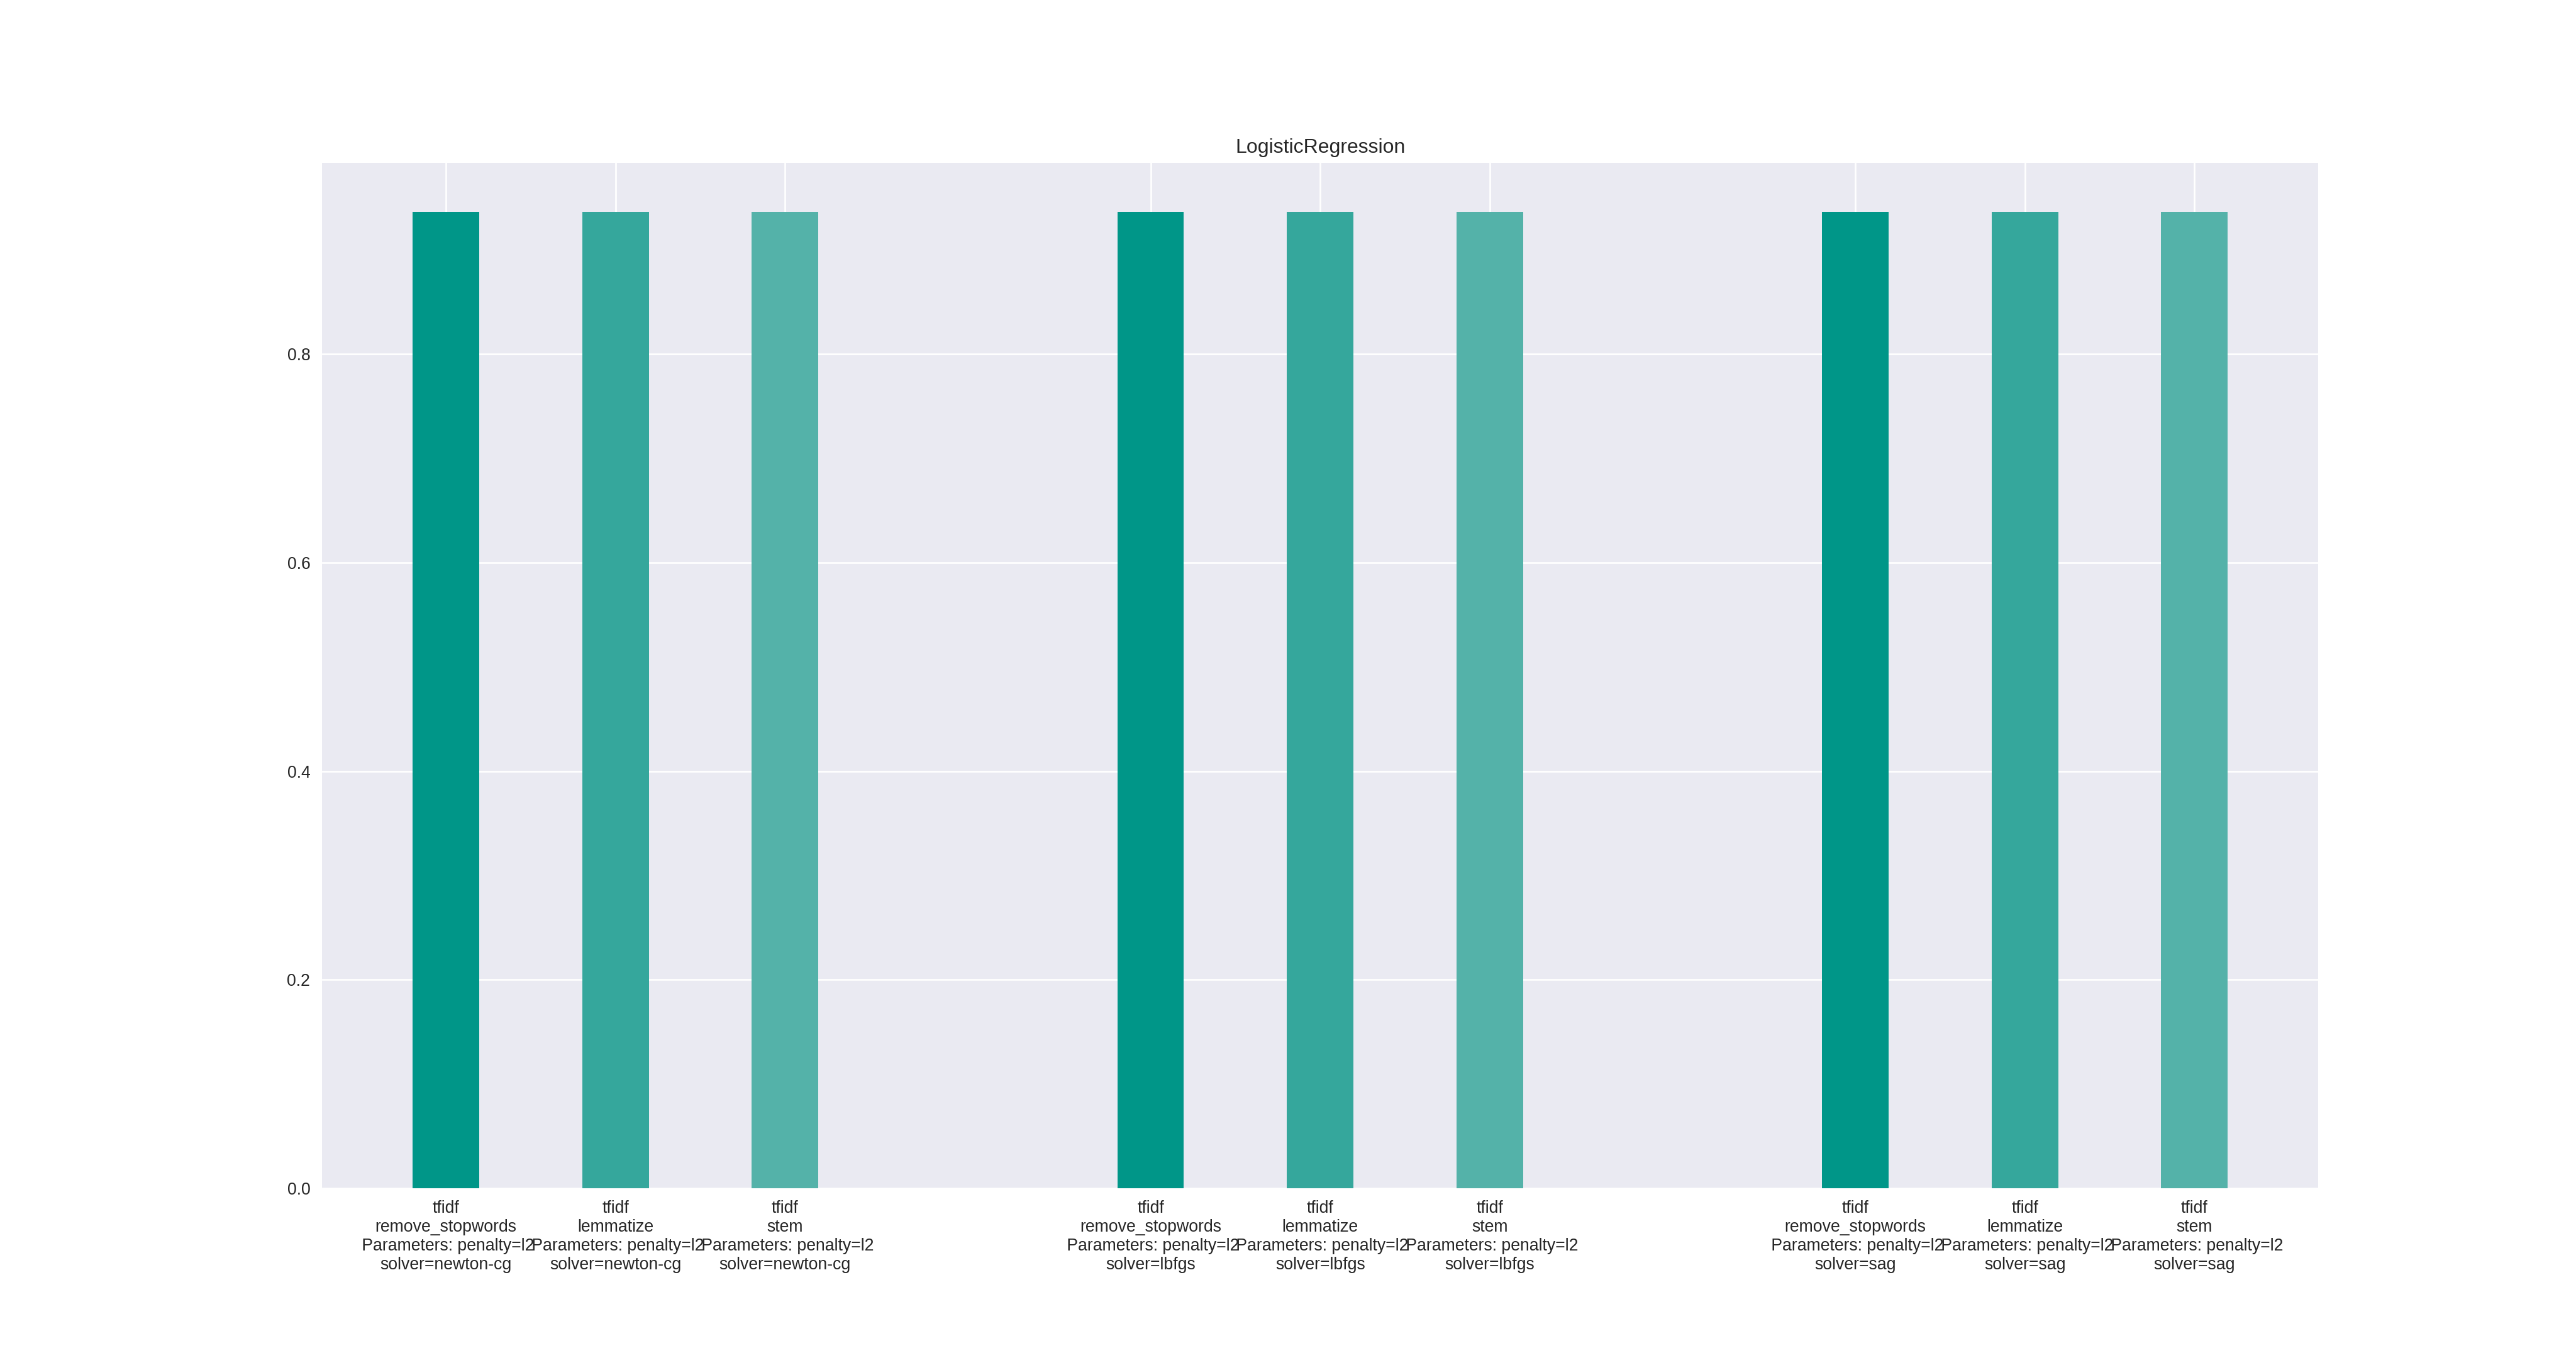 LogisticRegression
0.8
0.6
0.4
0.2
0.0
tfidf
remove_stopwords
Parameters: penalty=l2
solver=newton-cg
tfidf
lemmatize
Parameters: penalty=l2
solver=newton-cg
tfidf
stem
Parameters: penalty=l2
solver=newton-cg
tfidf
remove_stopwords
Parameters: penalty=l2
solver=lbfgs
tfidf
lemmatize
Parameters: penalty=l2
solver=lbfgs
tfidf
stem
Parameters: penalty=l2
solver=lbfgs
tfidf
remove_stopwords
Parameters: penalty=l2
solver=sag
tfidf
lemmatize
Parameters: penalty=l2
solver=sag
tfidf
stem
Parameters: penalty=l2
solver=sag